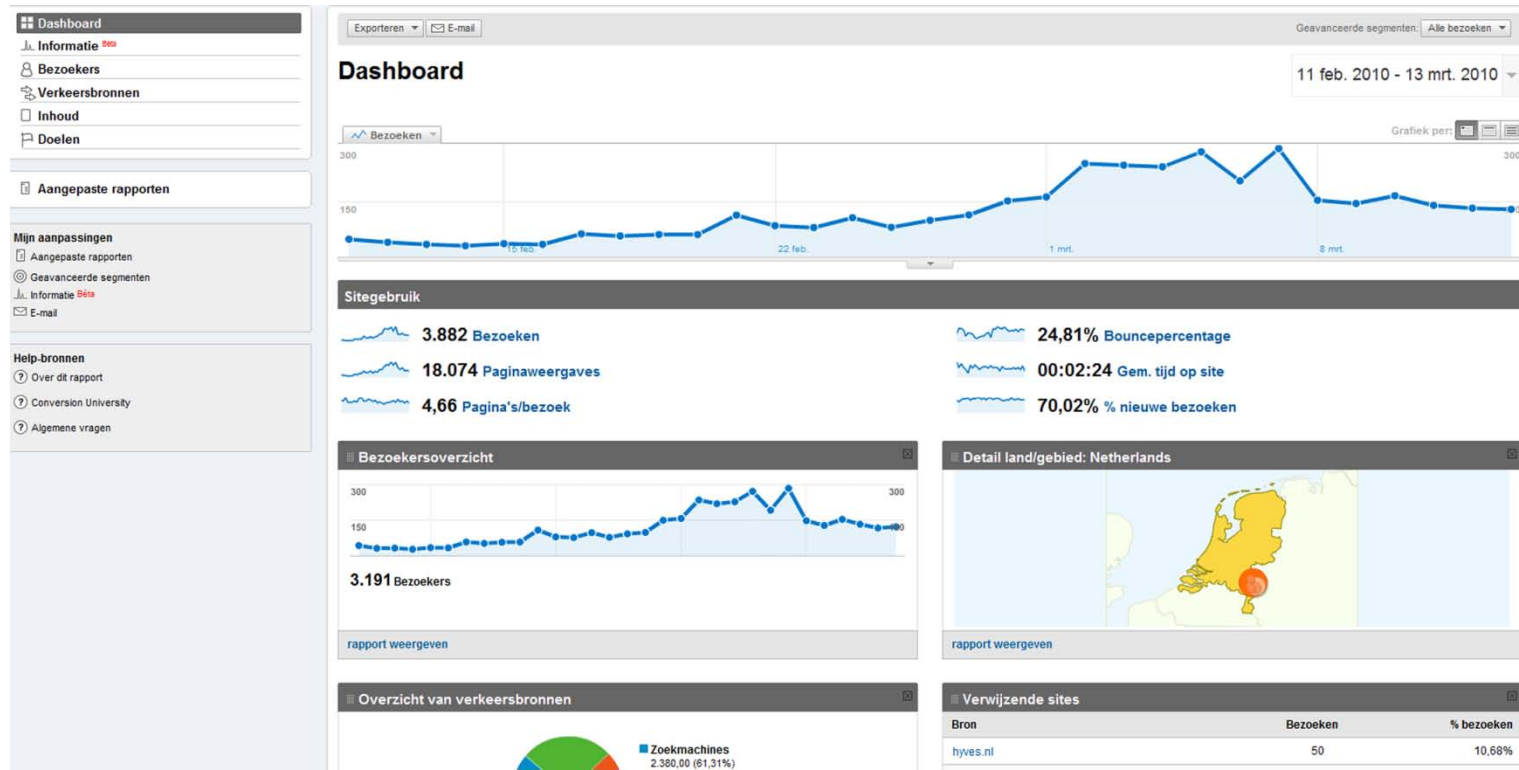 Dashboard
Informatie Bèta
Bezoekers
Verkeersbronnen
Inhoud
Doelen
Aangepaste rapporten
Mijn aanpassingen
Aangepaste rapporten
Geavanceerde segmenten
Informatie Bèta
E-mail
Help-bronnen
Over dit rapport
Conversion University
Algemene vragen
Exporteren E-mail
Geavanceerde segmenten: Alle bezoeken
Dashboard
11 feb. 2010 - 13 mrt. 2010
Bezoeken
Grafiek per:
300 300
150
15 feb. 22 feb. 1 mrt. 8 mrt.
Sitegebruik
3.882 Bezoeken
18.074 Paginaweergaves
4,66 Pagina's/bezoek
24,81% Bouncepercentage
00:02:24 Gem. tijd op site
70,02% % nieuwe bezoeken
Bezoekersoverzicht
300 300
150
3.191 Bezoekers
rapport weergeven
Detail land/gebied: Netherlands
rapport weergeven
Overzicht van verkeersbronnen
Zoekmachines
2.380,00 (61,31%)
Verwijzende sites
Bron Bezoeken % bezoeken
hyves.nl 50 10,68%